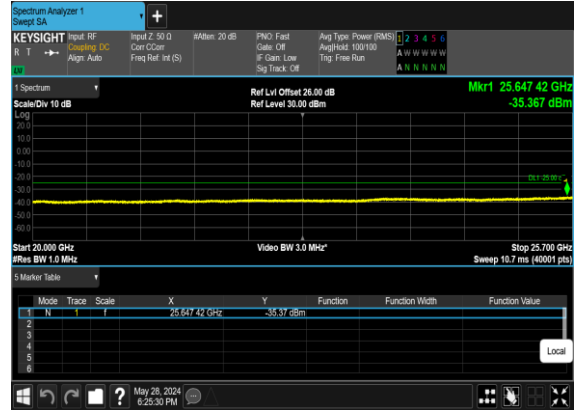 Spectrum Analyzer 1
Swept SA
+
KEYSIGHT Input: RF Input Z: 50 Ω #Atten: 20 dB PNO: Fast Avg Type: Power (RMS) 1 2 3 4 5 6
R T Coupling: DC Corr CCorr Gate: Off Avg|Hold: 100/100 A W W W W W
Align: Auto Freq Ref: Int (S) IF Gain: Low Trig: Free Run
LW Sig Track: Off A N N N N N
1 Spectrum Ref Lvl Offset 26.00 dB Mkr1 25.647 42 GHz
Scale/Div 10 dB Ref Level 30.00 dBm -35.367 dBm
Log
20.0
10.0
0.00
-10.0
-20.0 DL1 -25.00
-30.0
-40.0
-50.0
-60.0
Start 20.000 GHz Video BW 3.0 MHz* Stop 25.700 GHz
#Res BW 1.0 MHz Sweep 10.7 ms (40001 pts)
5 Marker Table
Mode Trace Scale X Y Function Function Width Function Value
1 N 1 f 25.647 42 GHz -35.37 dBm
2
3
4
5
6
Local
? May 28, 2024
6:25:30 PM